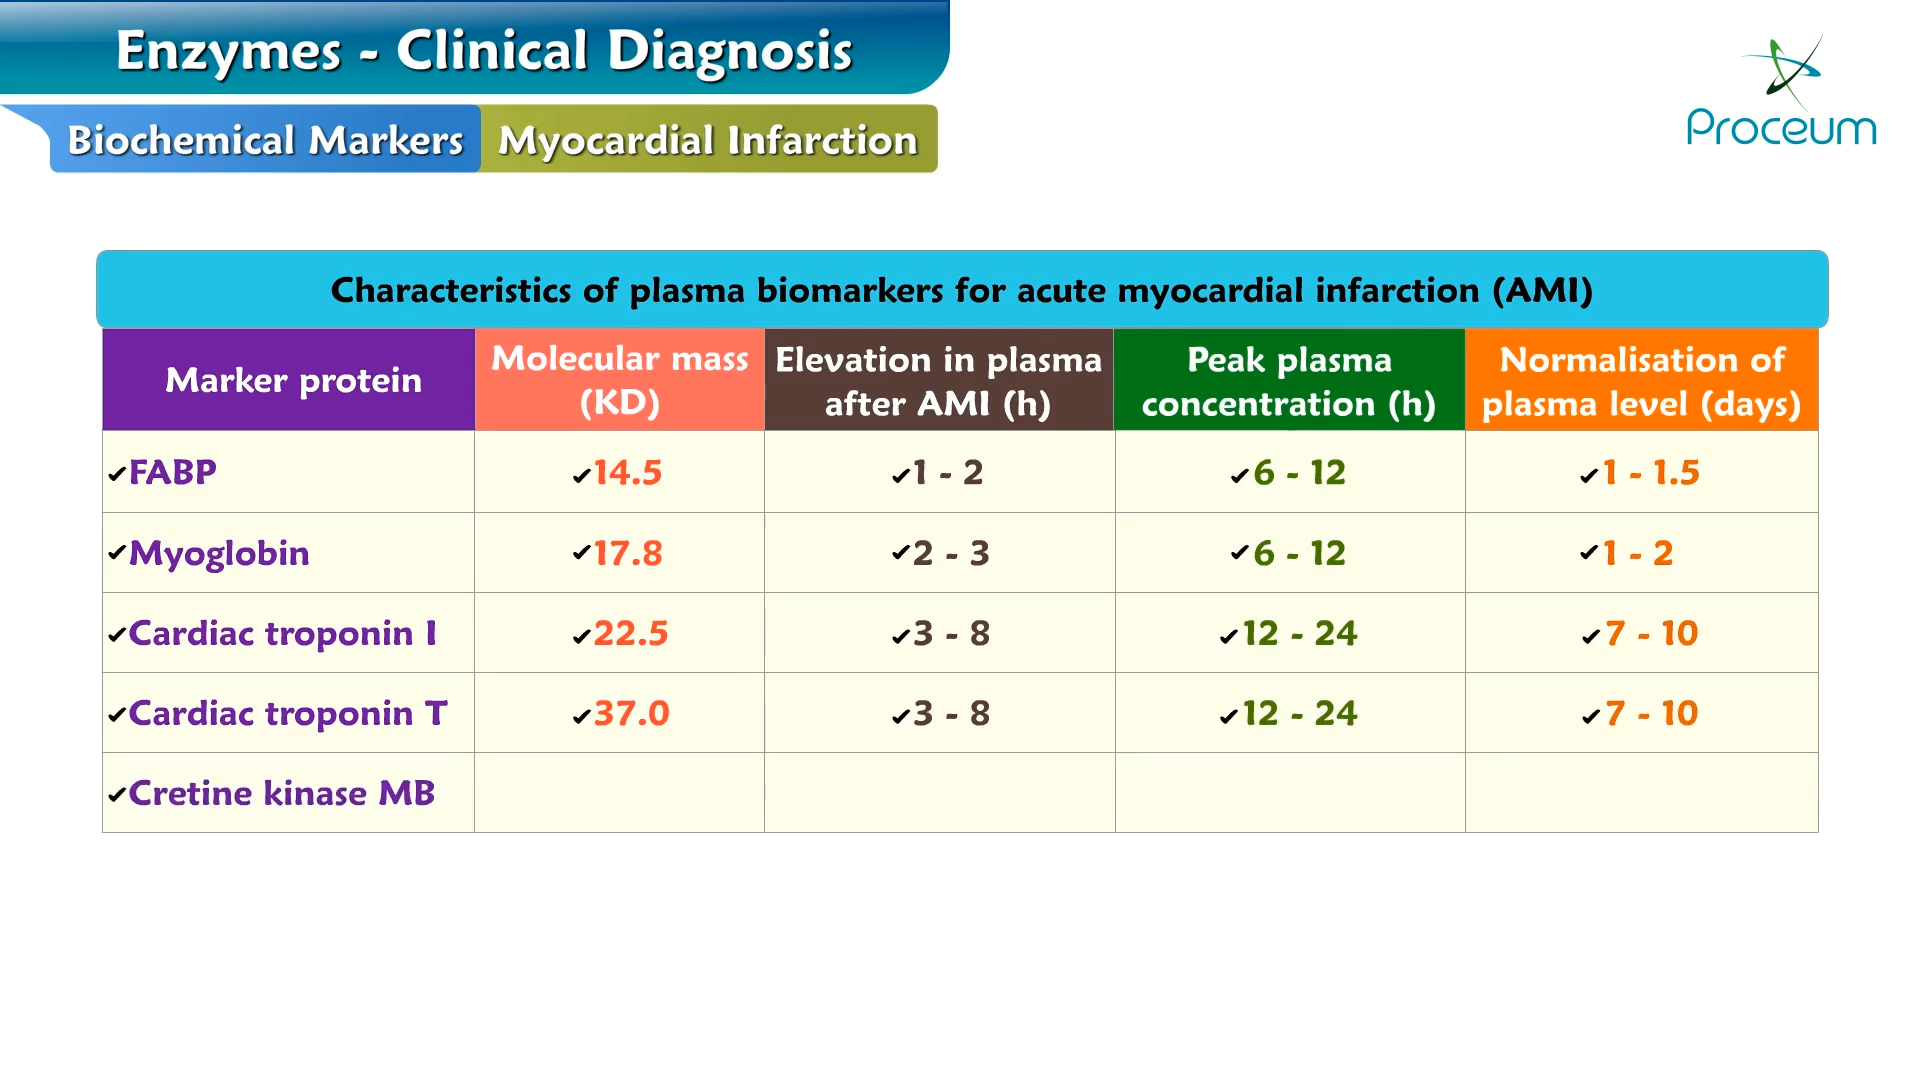 Enzymes - Clinical Diagnosis
Proceum
Biochemical Markers Myocardial Infarction
Characteristics of plasma biomarkers for acute myocardial infarction (AMI)
Marker protein
Molecular mass
(KD)
Elevation in plasma
after AMI (h)
Peak plasma
concentration (h)
Normalisation of
plasma level (days)
✔FABP ✔14.5 ✔1 - 2 ✔6 - 12 ✔1 - 1.5
✔Myoglobin ✔17.8 ✔2 - 3 ✔6 - 12 ✔1 - 2
✔Cardiac troponin I ✔22.5 ✔3 - 8 ✔12 - 24 ✔7 - 10
✔Cardiac troponin T ✔37.0 ✔3 - 8 ✔12 - 24 ✔7 - 10
✔Cretine kinase MB